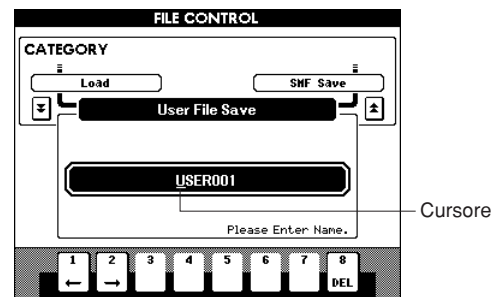 FILE CONTROL
CATEGORY
Load SMF Save
User File Save
USER001
Please Enter Name.
Cursore
1 2 3 4 5 6 7 8
← → DEL